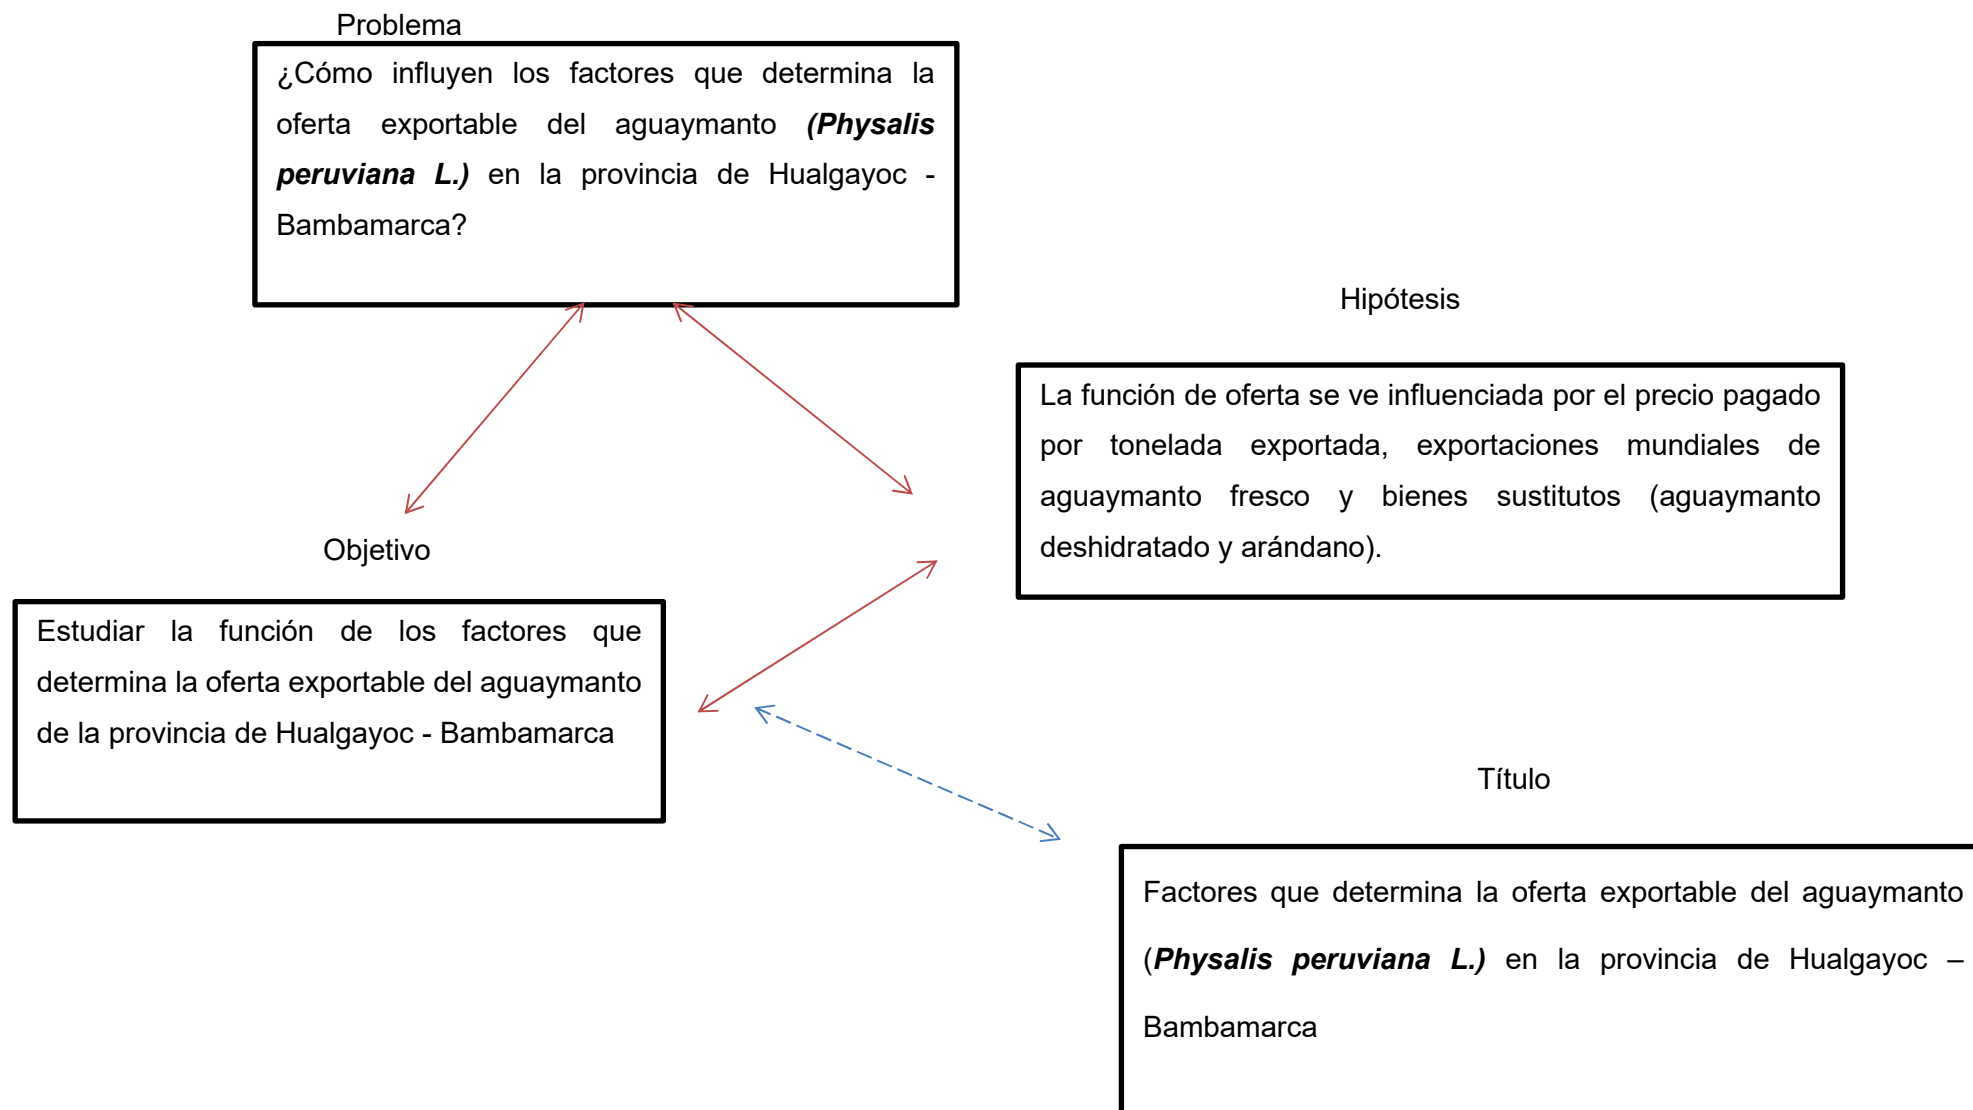 Problema
¿Cómo influyen los factores que determina la
oferta exportable del aguaymanto (Physalis
peruviana L.) en la provincia de Hualgayoc -
Bambamarca?
Hipótesis
La función de oferta se ve influenciada por el precio pagado
por tonelada exportada, exportaciones mundiales de
aguaymanto fresco y bienes sustitutos (aguaymanto
deshidratado y arándano).
Objetivo
Estudiar la función de los factores que
determina la oferta exportable del aguaymanto
de la provincia de Hualgayoc - Bambamarca
Título
Factores que determina la oferta exportable del aguaymanto
(Physalis peruviana L.) en la provincia de Hualgayoc –
Bambamarca